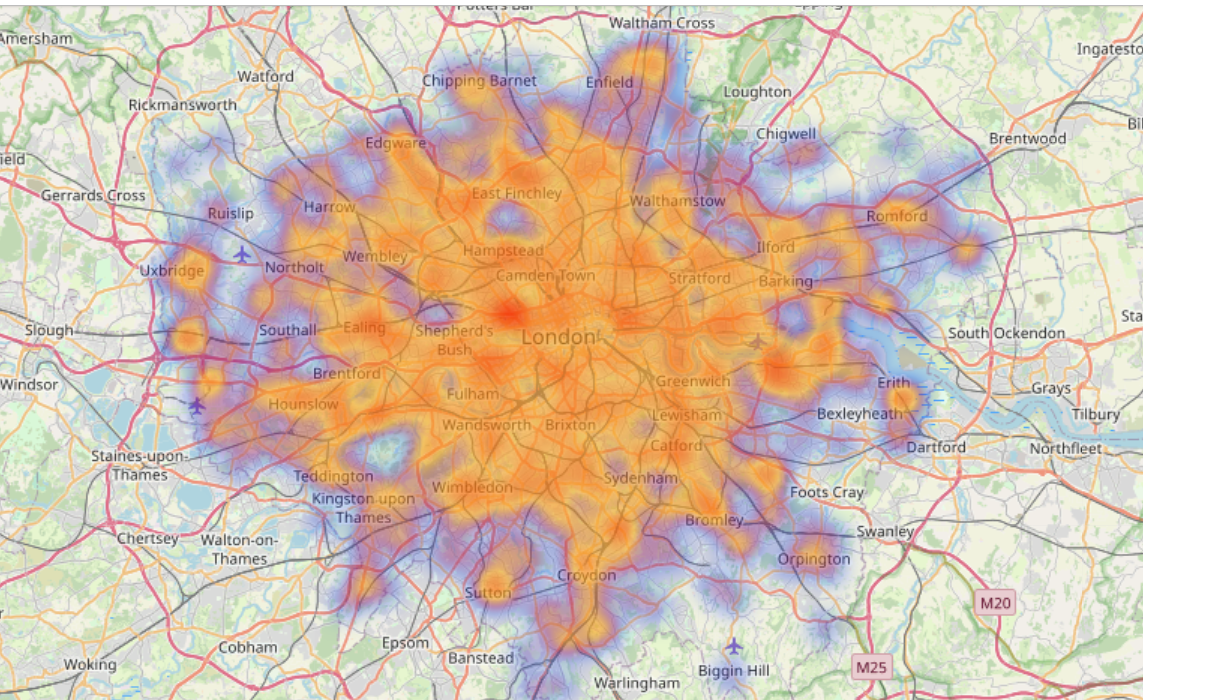 Potters Bar
Waltham Cross
Amersham
Ingatesto
Watford
Chipping Barnet
Enfield
Loughton
Rickmansworth
Chigwell
Brentwood
Bil
Edgware
ield
East Finchley
Gerrards Cross
Harrow
Walthamstow
Ruislip
Romford
Hampstead
Ilford
Wembley
Uxbridge
Northolt
Camden Town
Stratford
Barking
Sta
Slough
Southall
Ealing
Shepherd's
Bush
London
South Ockendon
Windsor
Brentford
Fulham
Greenwich
Erith
Grays
Hounslow
Wandsworth
Brixton
Lewisham
Bexleyheath
Tilbury
Staines-upon-
Thames
Catford
Dartford
Northfleet
Teddington
Wimbledon
Sydenham
Kingston upon
Thames
Foots Cray
Chertsey
Walton-on-
Thames
Bromley
Swanley
Orpington
Croydon
Sutton
M20
Cobham
Epsom
Banstead
Woking
Biggin Hill
M25
Warlingham